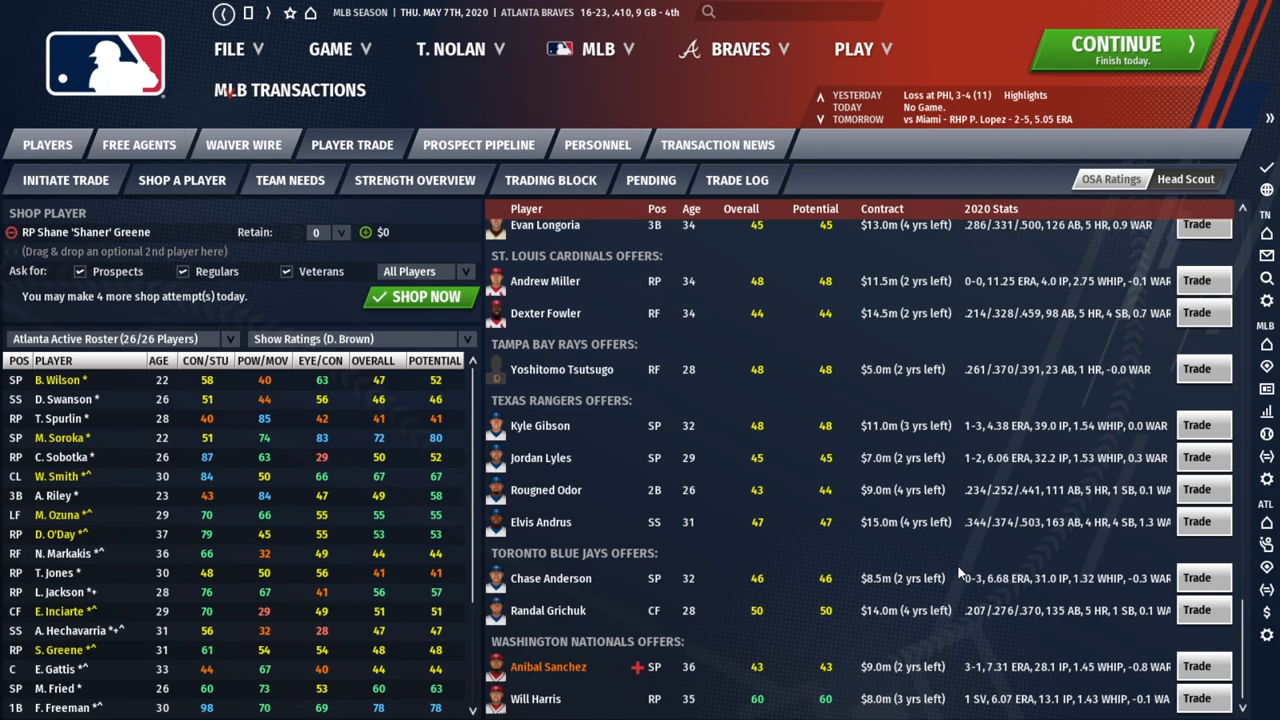 MLB SEASON | THU. MAY 7TH, 2020 | ATLANTA BRAVES 16-23, .410, 9 GB - 4th
FILE GAME T. NOLAN MLB BRAVES PLAY
CONTINUE
Finish today.
MLB TRANSACTIONS
YESTERDAY Loss at PHI, 3-4 (11) Highlights
TODAY No Game.
TOMORROW vs Miami - RHP P. Lopez - 2-5, 5.05 ERA
PLAYERS FREE AGENTS WAIVER WIRE PLAYER TRADE PROSPECT PIPELINE PERSONNEL TRANSACTION NEWS
INITIATE TRADE SHOP A PLAYER TEAM NEEDS STRENGTH OVERVIEW TRADING BLOCK PENDING TRADE LOG OSA Ratings Head Scout
SHOP PLAYER
RP Shane 'Shaner' Greene Retain: 0 $0
(Drag & drop an optional 2nd player here)
Ask for: Prospects Regulars Veterans All Players
You may make 4 more shop attempt(s) today. SHOP NOW
Atlanta Active Roster (26/26 Players) Show Ratings (D. Brown)
POS PLAYER AGE CON/STU POW/MOV EYE/CON OVERALL POTENTIAL
SP B. Wilson * 22 58 40 63 47 52
SS D. Swanson * 26 51 44 56 46 46
RP T. Spurlin * 28 40 85 42 41 41
SP M. Soroka * 22 51 74 83 72 80
RP C. Sobotka * 26 87 63 29 50 52
CL W. Smith *^ 30 84 50 66 67 67
3B A. Riley * 23 43 84 47 49 58
LF M. Ozuna *^ 29 70 66 55 55 55
RP D. O'Day *^ 37 79 45 55 53 53
RF N. Markakis *^ 36 66 32 49 44 44
RP T. Jones * 30 48 50 56 41 41
RP L. Jackson *+ 28 76 67 41 56 57
CF E. Inciarte *^ 29 70 29 49 51 51
SS A. Hechavarria *+^ 31 56 32 28 47 47
RP S. Greene *^ 31 61 54 54 48 48
C E. Gattis *^ 33 44 67 40 44 44
SP M. Fried * 26 60 73 53 60 63
1B F. Freeman *^ 30 98 70 69 78 78
Player Pos Age Overall Potential Contract 2020 Stats
Evan Longoria 3B 34 45 45 $13.0m (4 yrs left) .286/.331/.500, 126 AB, 5 HR, 0.9 WAR Trade
ST. LOUIS CARDINALS OFFERS:
Andrew Miller RP 34 48 48 $11.5m (2 yrs left) 0-0, 11.25 ERA, 4.0 IP, 2.75 WHIP, -0.1 WAR Trade
Dexter Fowler RF 34 44 44 $14.5m (2 yrs left) .214/.328/.459, 98 AB, 5 HR, 4 SB, 0.7 WAR Trade
TAMPA BAY RAYS OFFERS:
Yoshitomo Tsutsugo RF 28 48 48 $5.0m (2 yrs left) .261/.370/.391, 23 AB, 1 HR, -0.0 WAR Trade
TEXAS RANGERS OFFERS:
Kyle Gibson SP 32 48 48 $11.0m (3 yrs left) 1-3, 4.38 ERA, 39.0 IP, 1.54 WHIP, 0.0 WAR Trade
Jordan Lyles SP 29 45 45 $7.0m (2 yrs left) 1-2, 6.06 ERA, 32.2 IP, 1.53 WHIP, 0.3 WAR Trade
Rougned Odor 2B 26 43 44 $9.0m (4 yrs left) .234/.252/.441, 111 AB, 5 HR, 1 SB, 0.1 WAR Trade
Elvis Andrus SS 31 47 47 $15.0m (4 yrs left) .344/.374/.503, 163 AB, 4 HR, 4 SB, 1.3 WAR Trade
TORONTO BLUE JAYS OFFERS:
Chase Anderson SP 32 46 46 $8.5m (2 yrs left) 0-3, 6.68 ERA, 31.0 IP, 1.32 WHIP, -0.3 WAR Trade
Randal Grichuk CF 28 50 50 $14.0m (4 yrs left) .207/.276/.370, 135 AB, 5 HR, 1 SB, 0.1 WAR Trade
WASHINGTON NATIONALS OFFERS:
Anibal Sanchez SP 36 43 43 $9.0m (2 yrs left) 3-1, 7.31 ERA, 28.1 IP, 1.45 WHIP, -0.8 WAR Trade
Will Harris RP 35 60 60 $8.0m (3 yrs left) 1 SV, 6.07 ERA, 13.1 IP, 1.43 WHIP, -0.1 WA Trade
TN
MLB
ATL